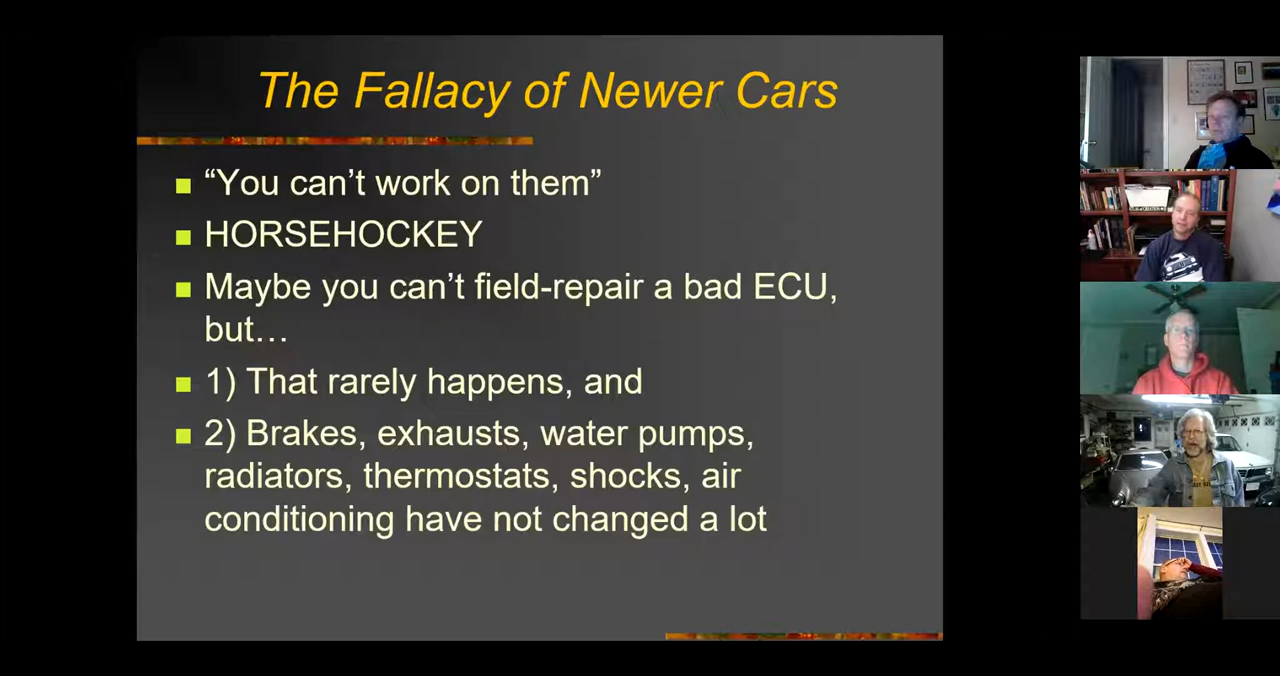 The Fallacy of Newer Cars
“You can’t work on them”
HORSEHOCKEY
Maybe you can’t field-repair a bad ECU,
but…
1) That rarely happens, and
2) Brakes, exhausts, water pumps,
radiators, thermostats, shocks, air
conditioning have not changed a lot